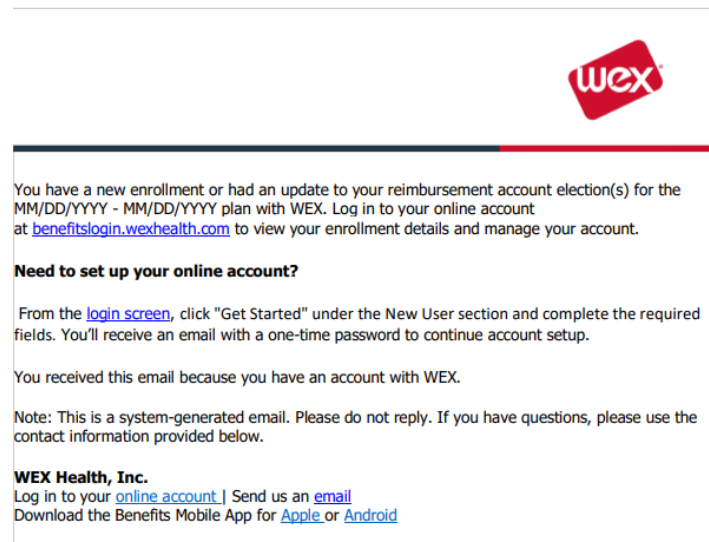 wex
You have a new enrollment or had an update to your reimbursement account election(s) for the
MM/DD/YYYY - MM/DD/YYYY plan with WEX. Log in to your online account
at benefitslogin.wexhealth.com to view your enrollment details and manage your account.
Need to set up your online account?
From the login screen, click "Get Started" under the New User section and complete the required
fields. You'll receive an email with a one-time password to continue account setup.
You received this email because you have an account with WEX.
Note: This is a system-generated email. Please do not reply. If you have questions, please use the
contact information provided below.
WEX Health, Inc.
Log in to your online account | Send us an email
Download the Benefits Mobile App for Apple or Android